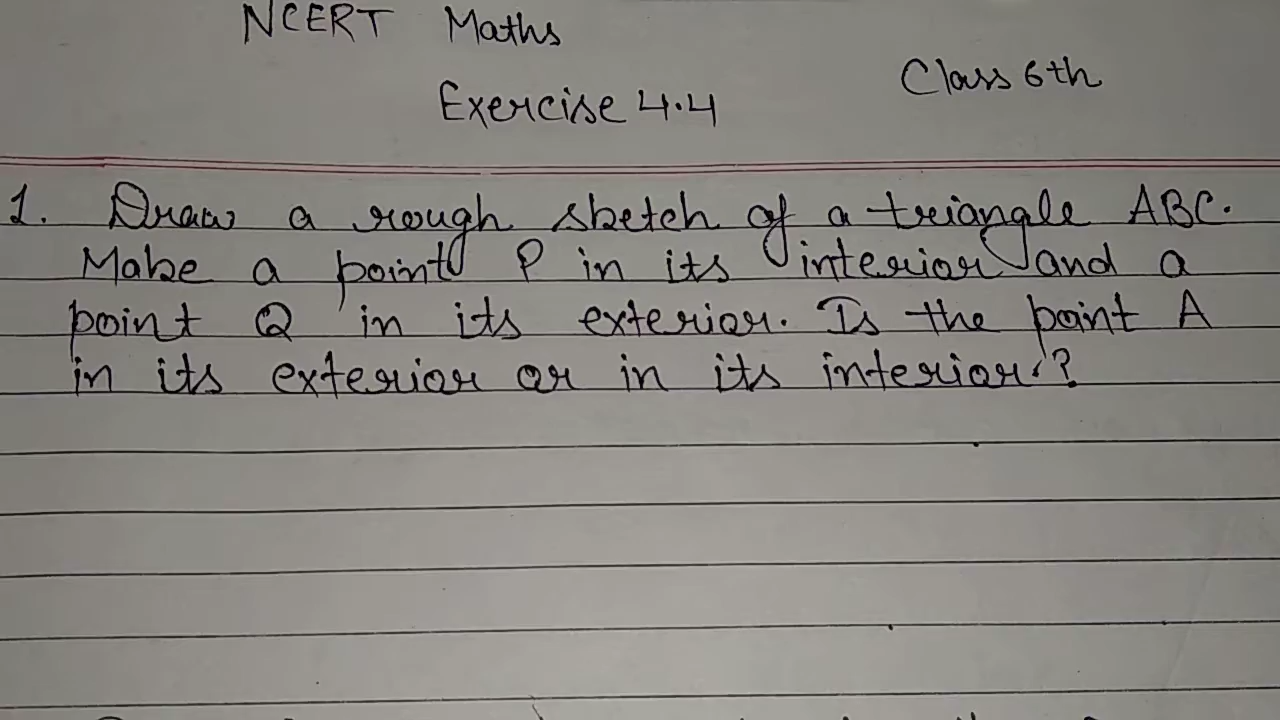 NCERT Maths
Class 6th
Exercise 4.4
1. Draw a rough sketch of a triangle ABC.
Make a point P in its interior and a
point Q in its exterior. Is the point A
in its exterior or in its interior?